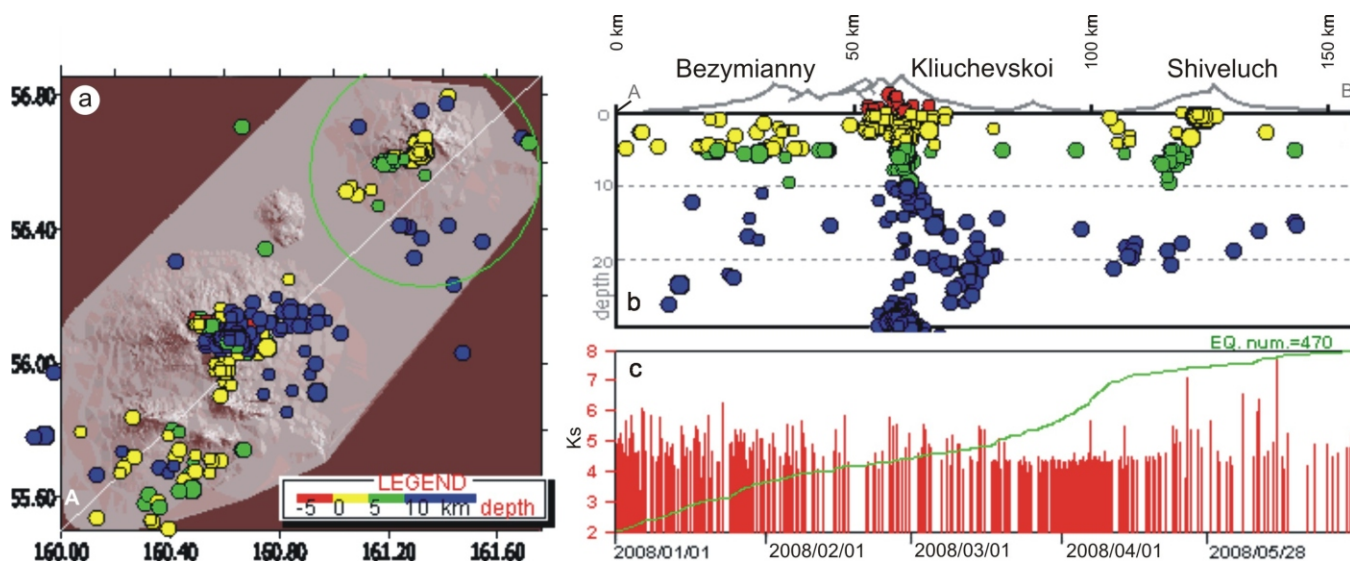 a
56.80
56.40
56.00
55.60
A
LEGEND
-5 0 5 10 km depth
160.00 160.40 160.80 161.20 161.60
0 km 50 km 100 km 150 km
Bezymianny Kliuchevskoi Shiveluch
A B
0
10
20
depth
b
EQ. num.=470
c
8
7
6
5
4
3
2
Ks
2008/01/01 2008/02/01 2008/03/01 2008/04/01 2008/05/28